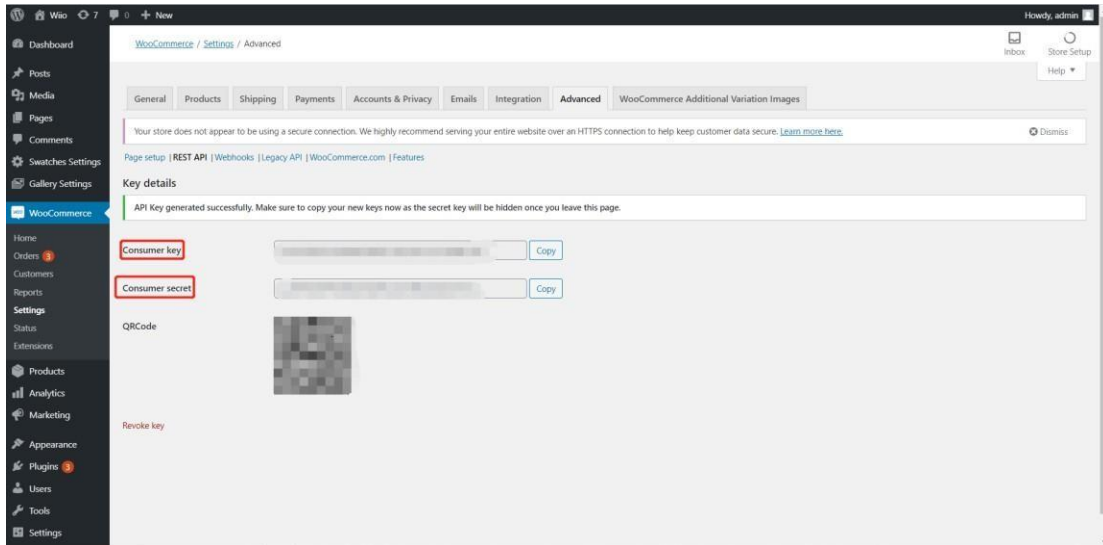 Wiio 7 0 + New Howdy, admin
Dashboard
Posts
Media
Pages
Comments
Swatches Settings
Gallery Settings
WooCommerce
Home
Orders 3
Customers
Reports
Settings
Status
Extensions
Products
Analytics
Marketing
Appearance
Plugins 3
Users
Tools
Settings
WooCommerce / Settings / Advanced
Inbox
Store Setup
Help
General Products Shipping Payments Accounts & Privacy Emails Integration Advanced WooCommerce Additional Variation Images
Your store does not appear to be using a secure connection. We highly recommend serving your entire website over an HTTPS connection to help keep customer data secure. Learn more here. Dismiss
Page setup | REST API | Webhooks | Legacy API | WooCommerce.com | Features
Key details
API Key generated successfully. Make sure to copy your new keys now as the secret key will be hidden once you leave this page.
Consumer key Copy
Consumer secret Copy
QRCode
Revoke key